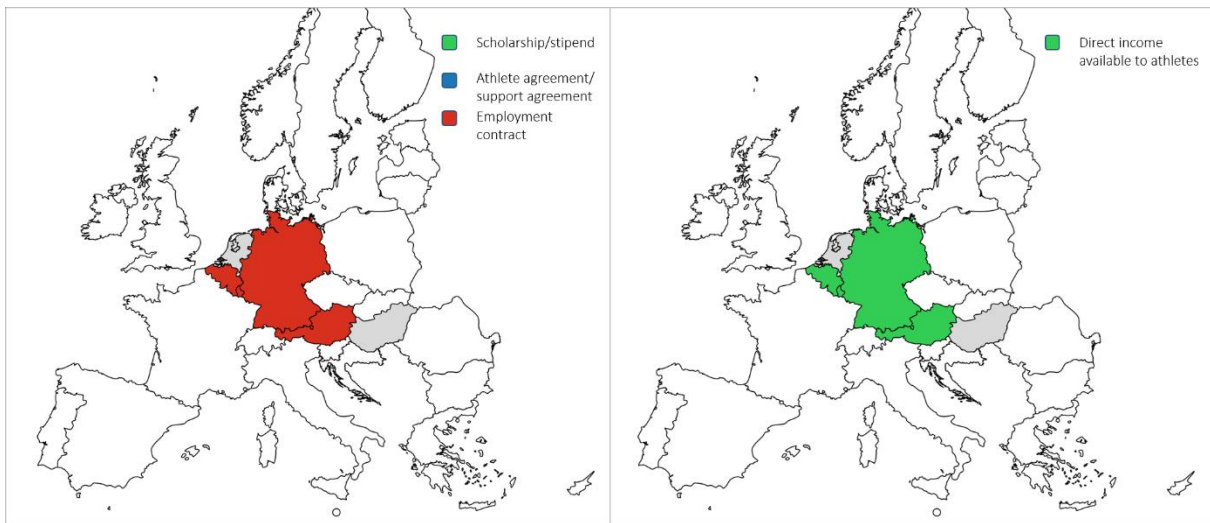 Scholarship/stipend
Athlete agreement/
support agreement
Employment
contract
Direct income
available to athletes